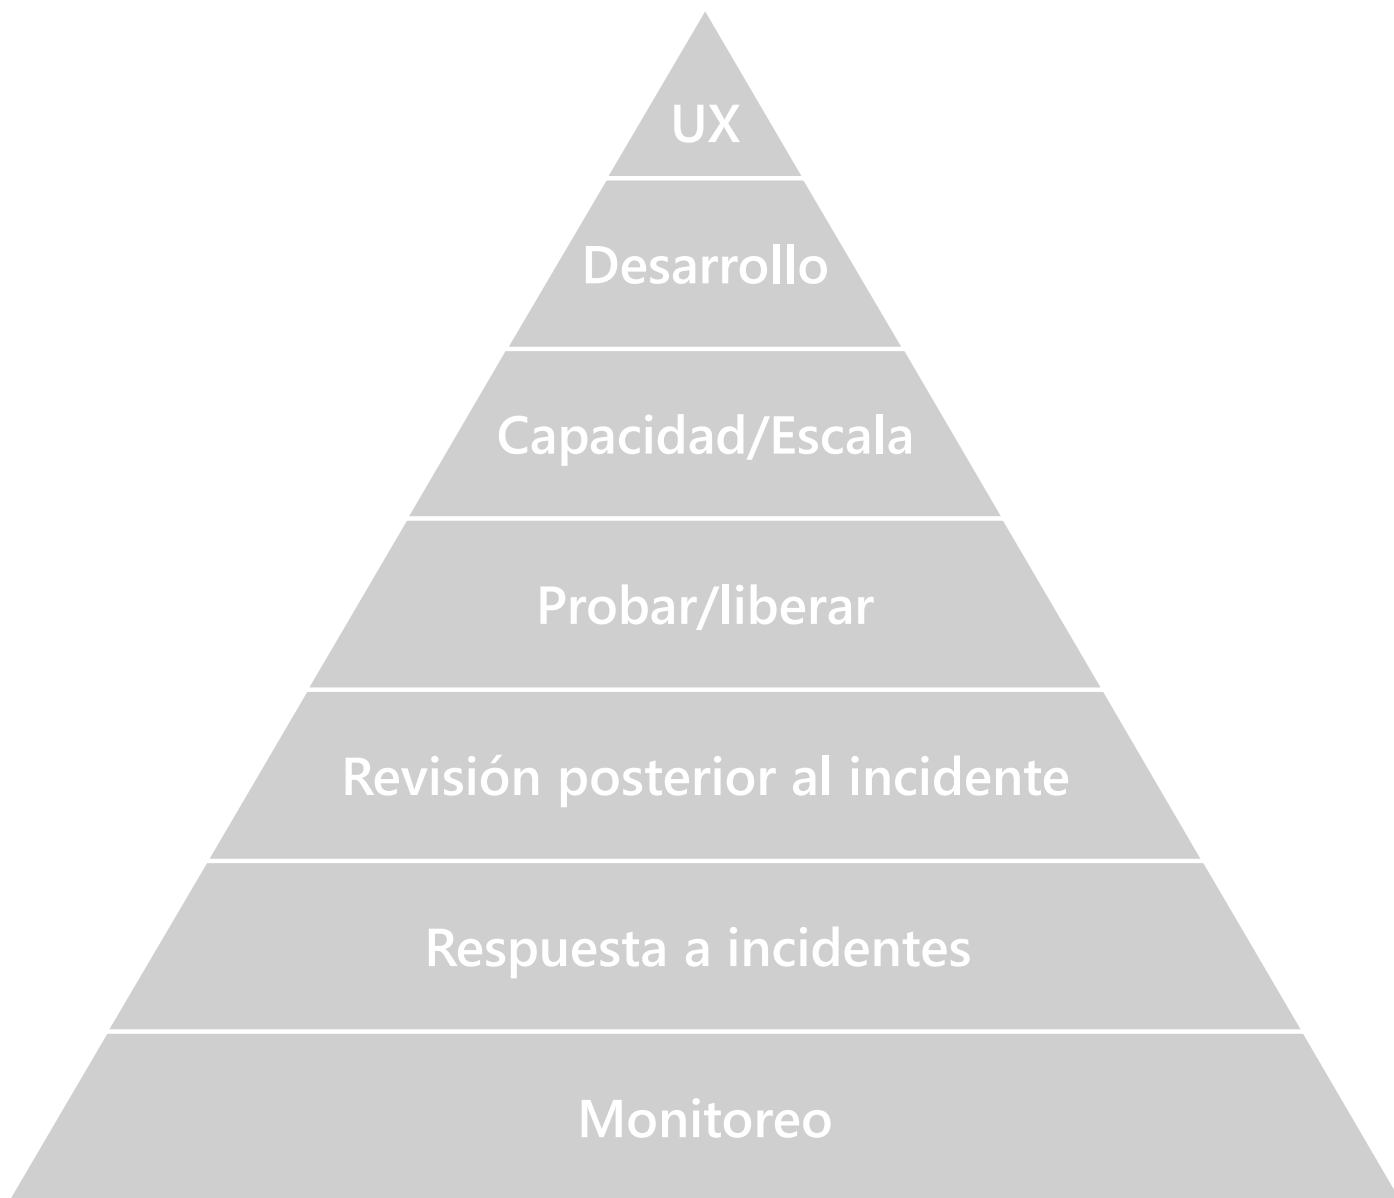 UX
Desarrollo
Capacidad/Escala
Probar/liberar
Revisión posterior al incidente
Respuesta a incidentes
Monitoreo